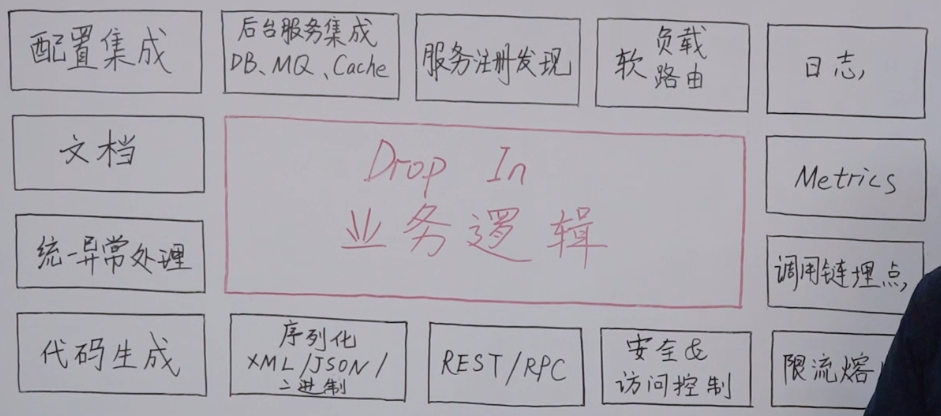 配置集成
后台服务集成
DB、MQ、Cache
服务注册发现
软负载
路由
日志,
文档
Drop In
业务逻辑
Metrics
统一异常处理
调用链埋点,
代码生成
序列化
XML/JSON/
二进制
REST/RPC
安全&
访问控制
限流熔